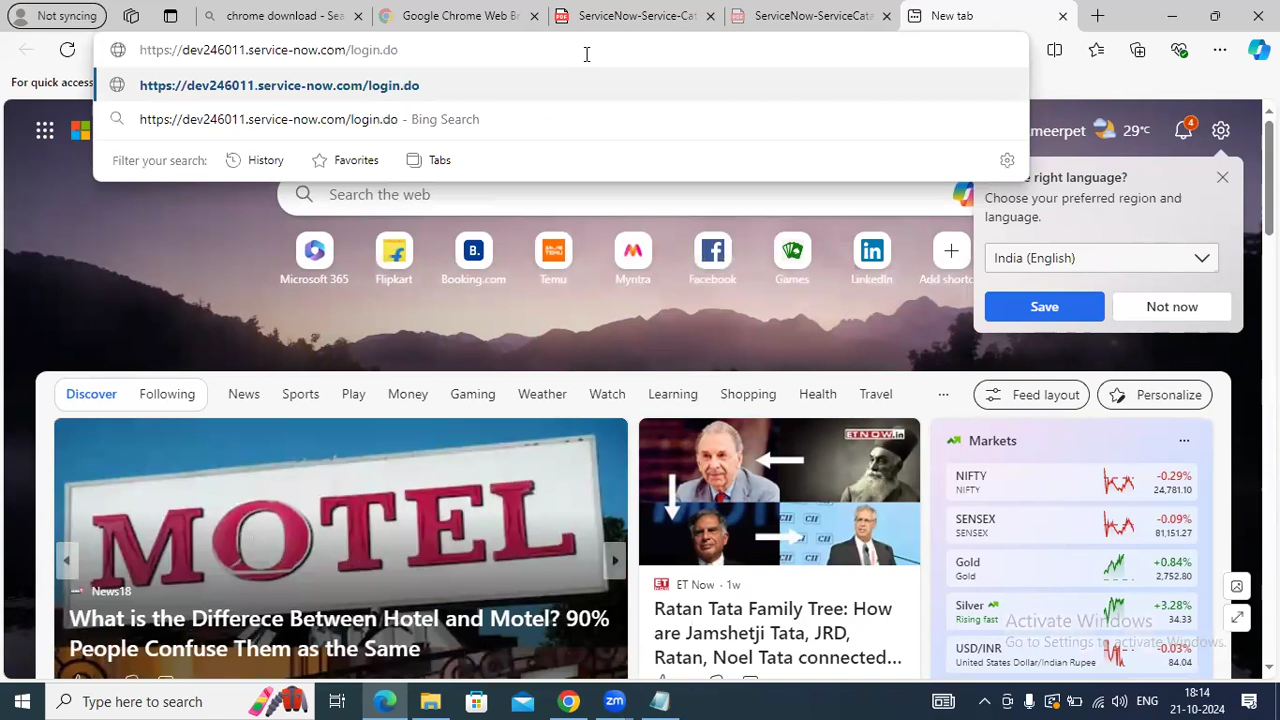 Not syncing
chrome download - Sea
Google Chrome Web Br
ServiceNow-Service-Cat
ServiceNow-ServiceCata
New tab
https://dev246011.service-now.com/login.do
For quick access
https://dev246011.service-now.com/login.do
https://dev246011.service-now.com/login.do - Bing Search
Filter your search:
History
Favorites
Tabs
meerpet
29°C
4
right language?
Choose your preferred region and
language.
India (English)
Save
Not now
Search the web
Microsoft 365
Flipkart
Booking.com
Temu
Myntra
Facebook
Games
LinkedIn
Add shortc
Discover
Following
News
Sports
Play
Money
Gaming
Weather
Watch
Learning
Shopping
Health
Travel
Feed layout
Personalize
MOTEL
News18
What is the Differece Between Hotel and Motel? 90%
People Confuse Them as the Same
ET NOW.in
ET Now · 1w
Ratan Tata Family Tree: How
are Jamshetji Tata, JRD,
Ratan, Noel Tata connected...
Markets
NIFTY
NIFTY
-0.29%
24,781.10
SENSEX
SENSEX
-0.09%
81,151.27
Gold
Gold
+0.84%
2,752.80
Silver
Rising fast
+3.28%
34.33
USD/INR
United States Dollar/Indian Rupee
-0.03%
84.04
Activate Windows
Go to Settings to activate Windows.
Type here to search
zm
ENG
18:14
21-10-2024